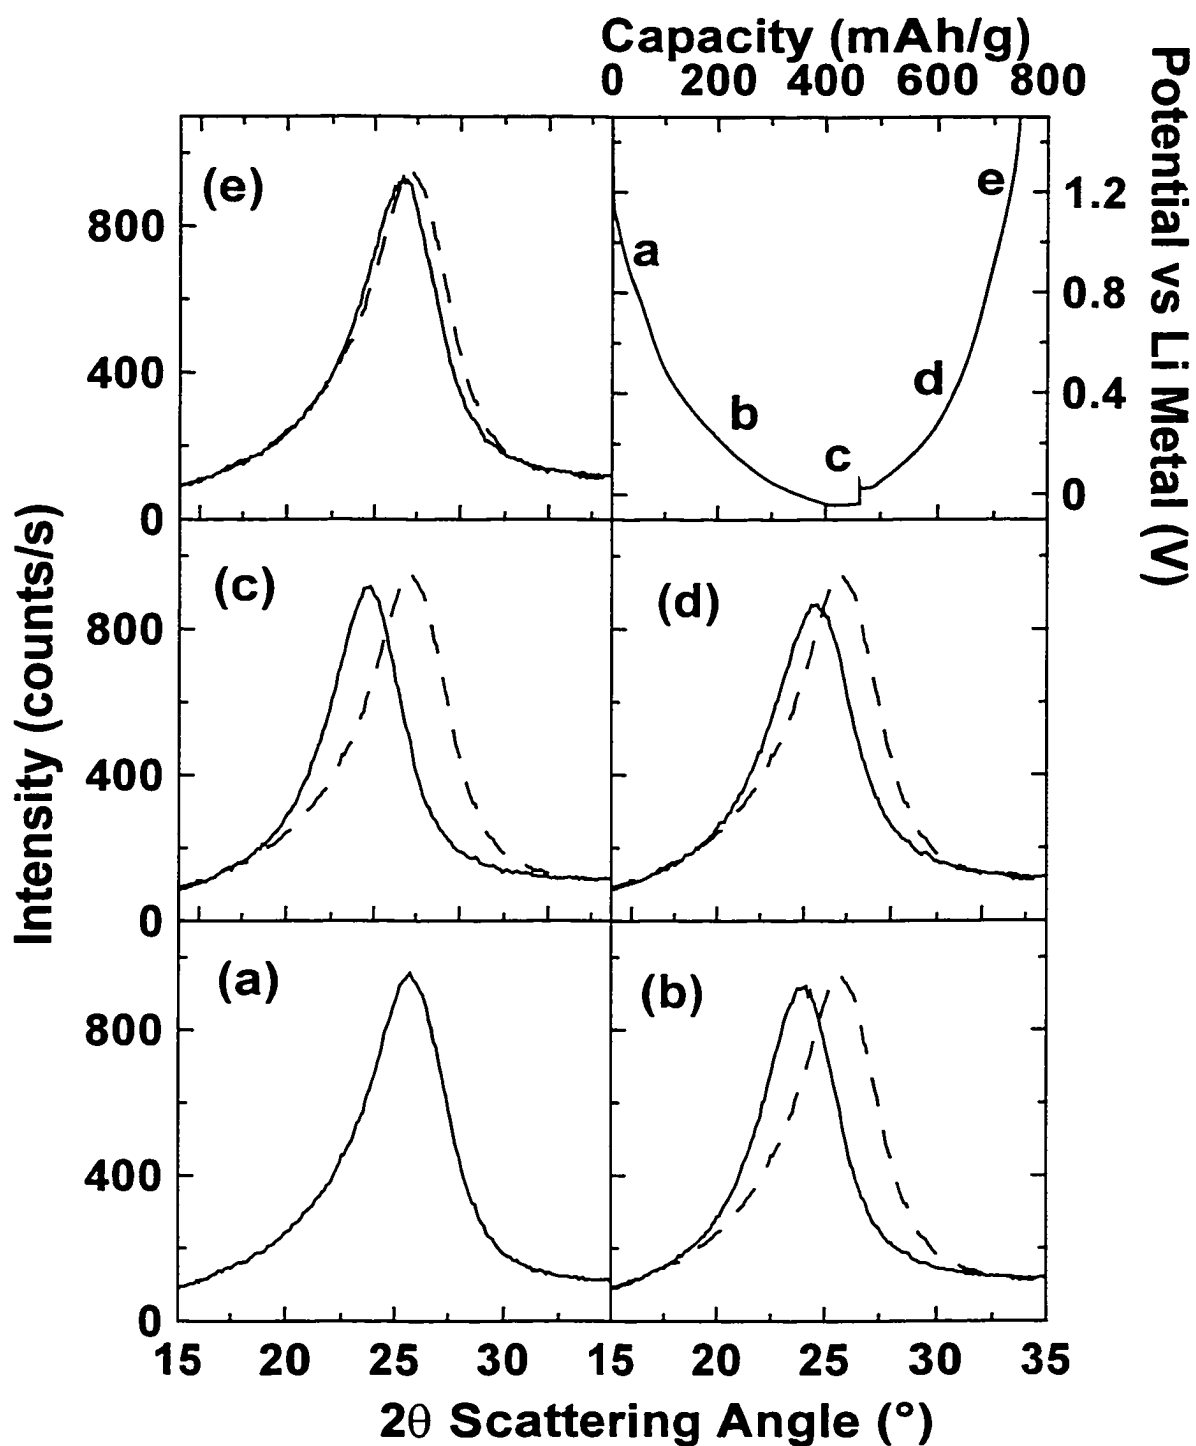 Capacity (mAh/g)
0 200 400 600 800
(e)
800
400
0
a
b
c
d
e
1.2
0.8
0.4
0
Potential vs Li Metal (V)
Intensity (counts/s)
(c)
800
400
0
(d)
(a)
800
400
0
(b)
15 20 25 30 15 20 25 30 35
2θ Scattering Angle (°)